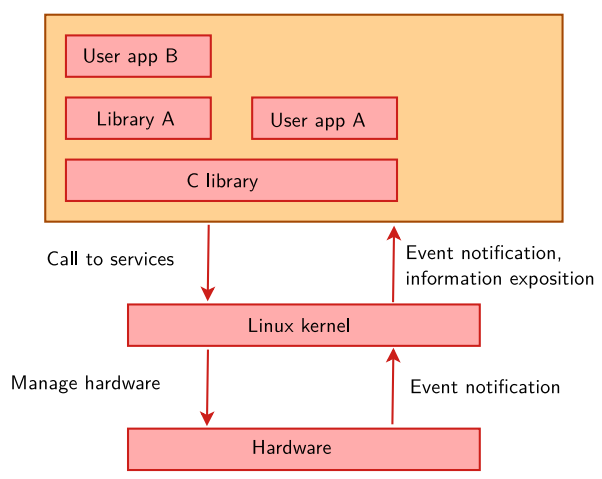 User app B
Library A
User app A
C library
Call to services
Event notification,
information exposition
Linux kernel
Manage hardware
Event notification
Hardware